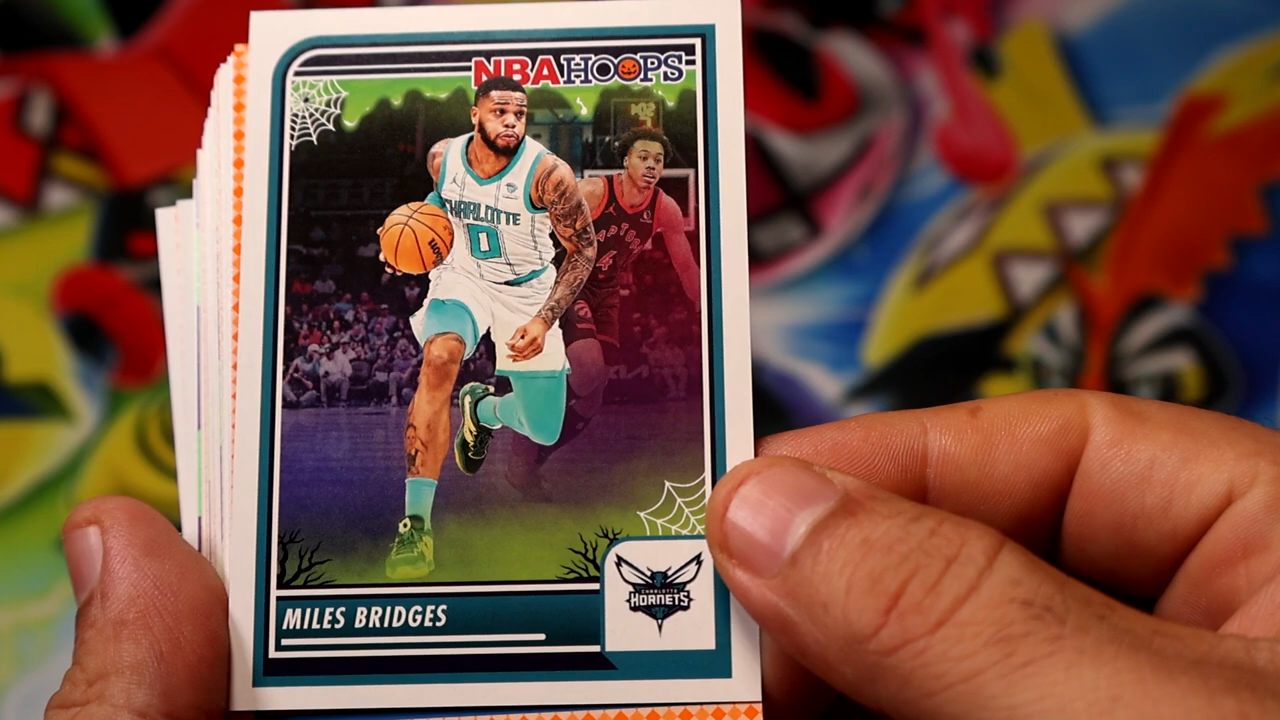 NBA HOOPS
CHARLOTTE
0
RAPTORS
4
MILES BRIDGES
CHARLOTTE
HORNETS